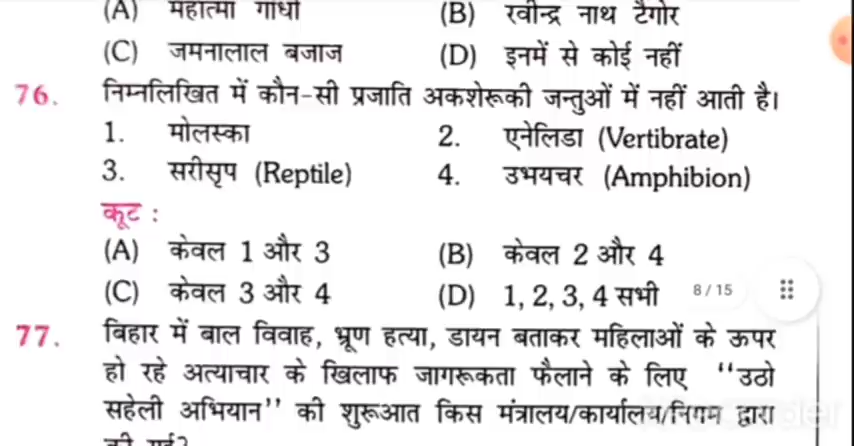 (A) महात्मा गांधी (B) रवीन्द्र नाथ टैगोर
(C) जमनालाल बजाज (D) इनमें से कोई नहीं
76. निम्नलिखित में कौन-सी प्रजाति अकशेरूकी जन्तुओं में नहीं आती है।
1. मोलस्का 2. एनेलिडा (Vertibrate)
3. सरीसृप (Reptile) 4. उभयचर (Amphibion)
कूट :
(A) केवल 1 और 3 (B) केवल 2 और 4
(C) केवल 3 और 4 (D) 1, 2, 3, 4 सभी 8 / 15
77. बिहार में बाल विवाह, भ्रूण हत्या, डायन बताकर महिलाओं के ऊपर
हो रहे अत्याचार के खिलाफ जागरूकता फैलाने के लिए "उठो
सहेली अभियान" की शुरूआत किस मंत्रालय/कार्यालय/निगम द्वारा
की गई?